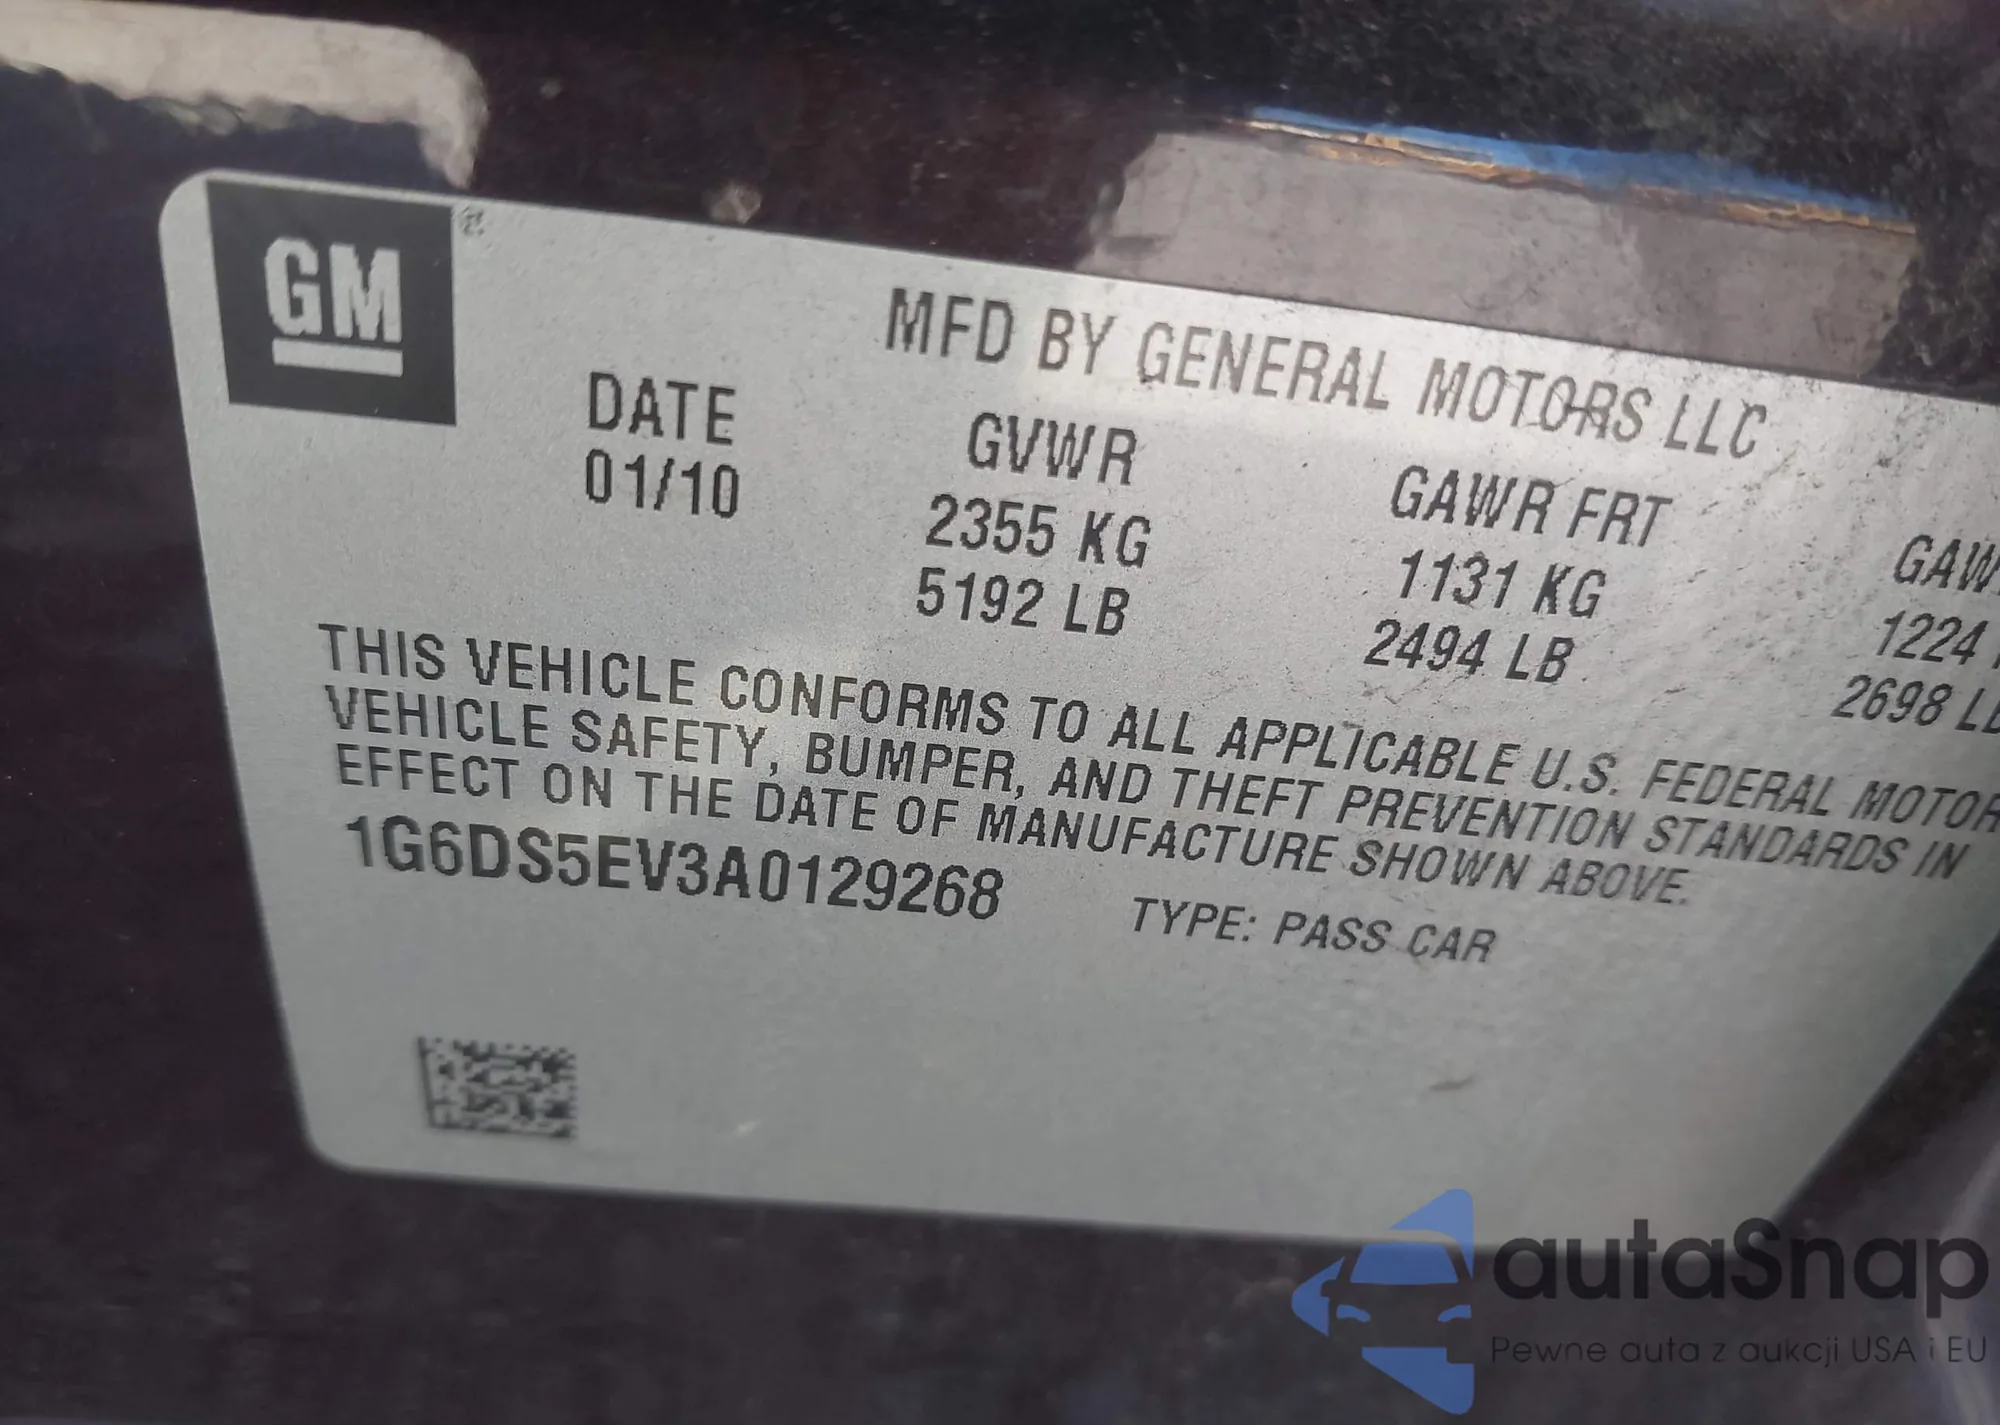 GM
MFD BY GENERAL MOTORS LLC
DATE GVWR GAWR FRT
01/10 2355 KG 1131 KG 1224
5192 LB 2494 LB 2698
THIS VEHICLE CONFORMS TO ALL APPLICABLE U.S. FEDERAL MOTOR
VEHICLE SAFETY, BUMPER, AND THEFT PREVENTION STANDARDS IN
EFFECT ON THE DATE OF MANUFACTURE SHOWN ABOVE.
1G6DS5EV3A0129268 TYPE: PASS CAR
autaSnap
Pewne auta z aukcji USA i EU